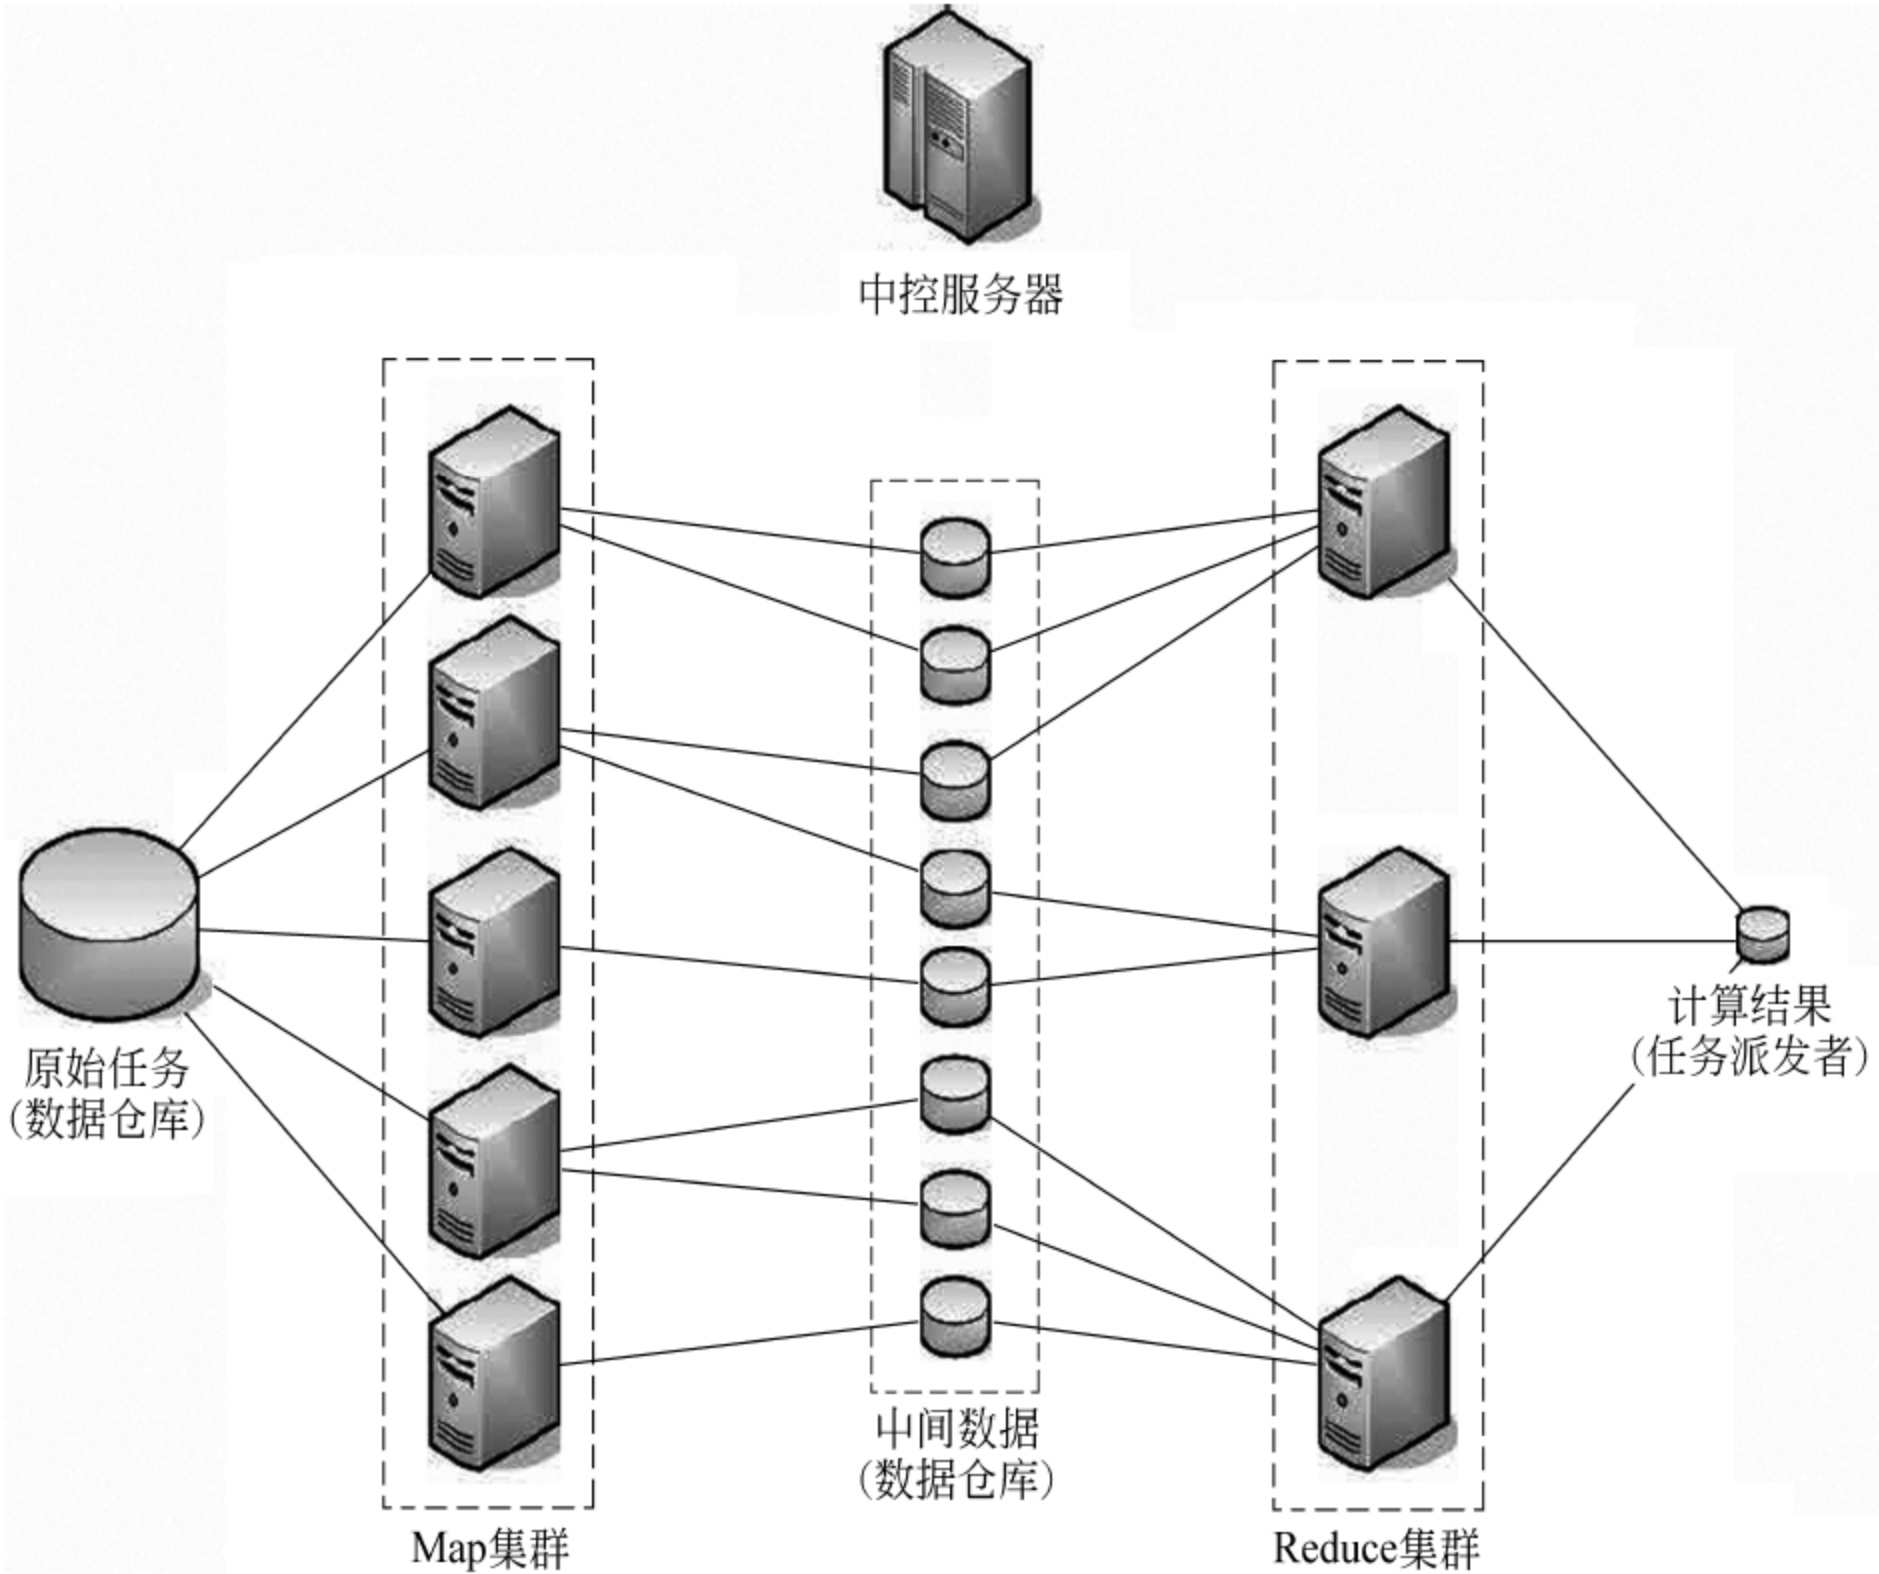 中控服务器
原始任务
(数据仓库)
Map集群
中间数据
(数据仓库)
Reduce集群
计算结果
(任务派发者)